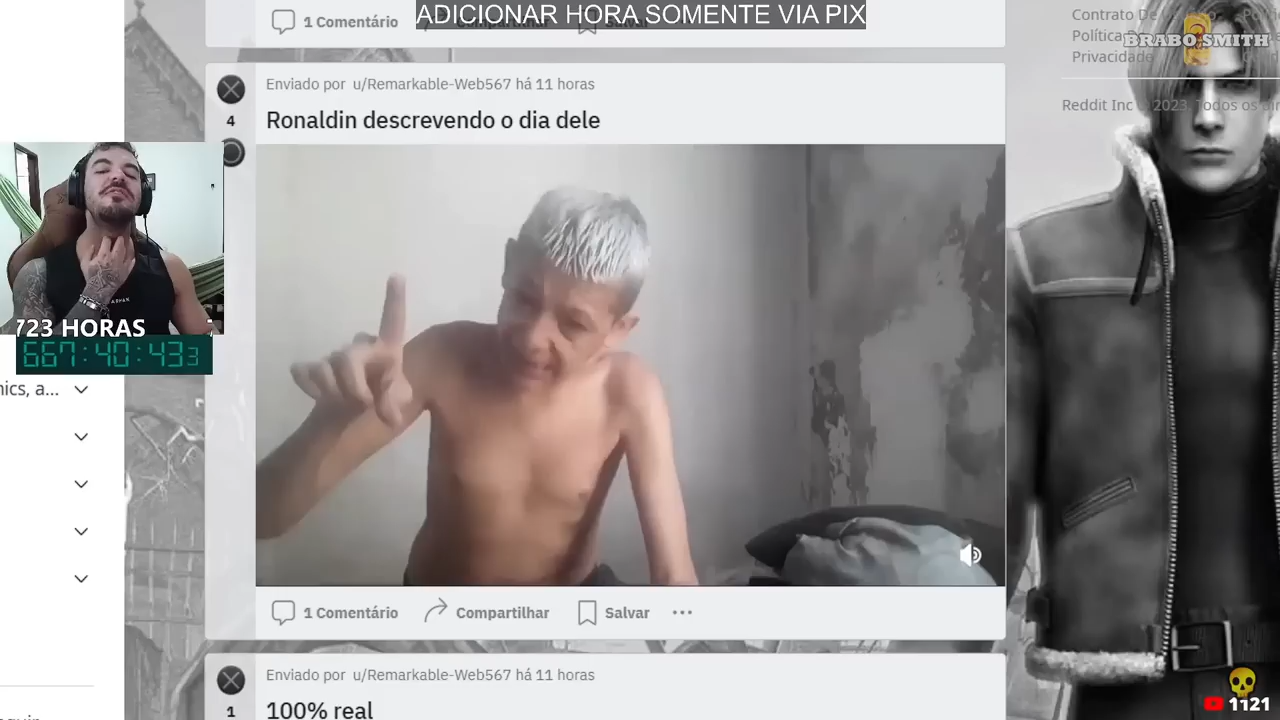 ADICIONAR HORA SOMENTE VIA PIX
1 Comentário
Contrato De
Política
Privacidade
BRABO SMITH
Reddit Inc © 2023. Todos os
Enviado por u/Remarkable-Web567 há 11 horas
4
Ronaldin descrevendo o dia dele
723 HORAS
667:40:433
nics, a...
1 Comentário
Compartilhar
Salvar
Enviado por u/Remarkable-Web567 há 11 horas
1
100% real
1121